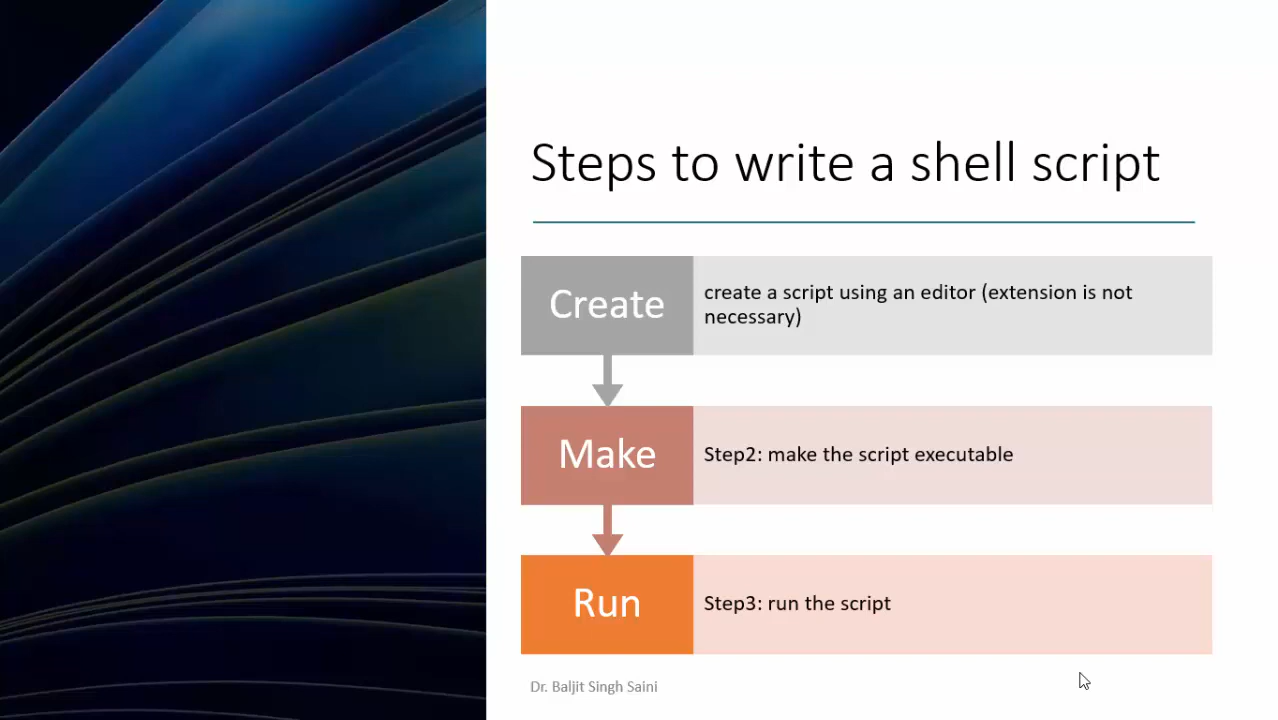 Steps to write a shell script
Create
create a script using an editor (extension is not
necessary)
Make
Step2: make the script executable
Run
Step3: run the script
Dr. Baljit Singh Saini